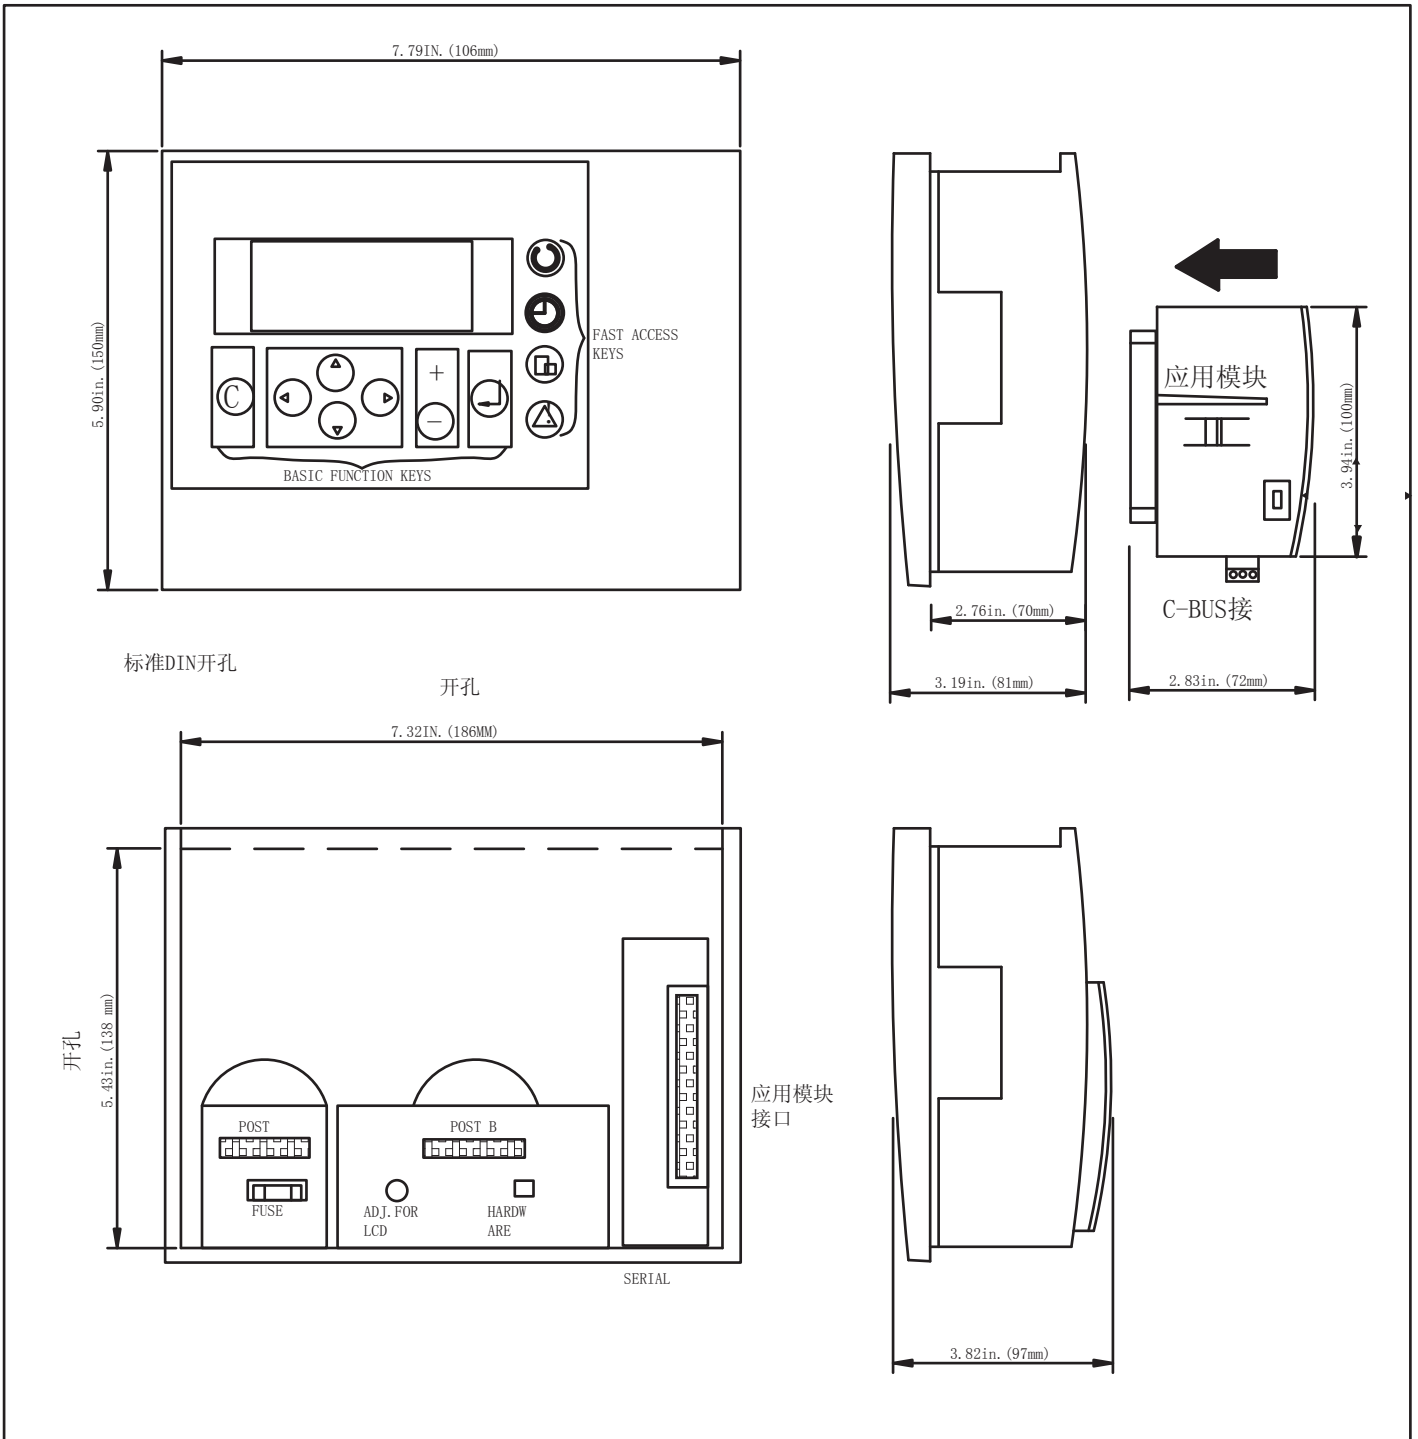 7.79IN.(106mm)
5.90in.(150mm)
FAST ACCESS
KEYS
C
+
−
BASIC FUNCTION KEYS
应用模块
3.94in.(100mm)
2.76in.(70mm)
C-BUS接
3.19in.(81mm)
2.83in.(72mm)
标准DIN开孔
开孔
7.32IN.(186MM)
开孔
5.43in.(138 mm)
应用模块
接口
POST
POST B
FUSE
ADJ.FOR
LCD
HARDW
ARE
SERIAL
3.82in.(97mm)